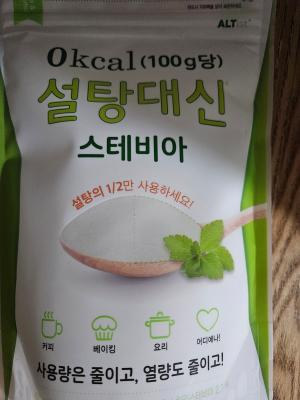 ALTist
0kcal(100g당)
설탕대신
스테비아
설탕의 1/2만 사용하세요!
커피 베이킹 요리 어디에나!
사용량은 줄이고, 열량도 줄이고!